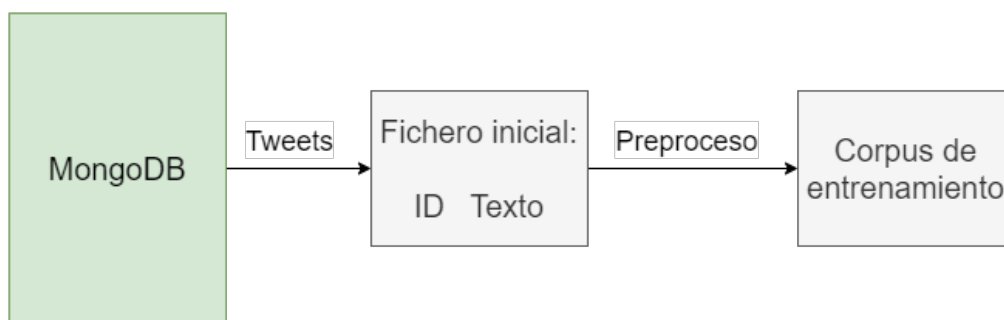 MongoDB
Tweets
Fichero inicial:
ID Texto
Preproceso
Corpus de
entrenamiento